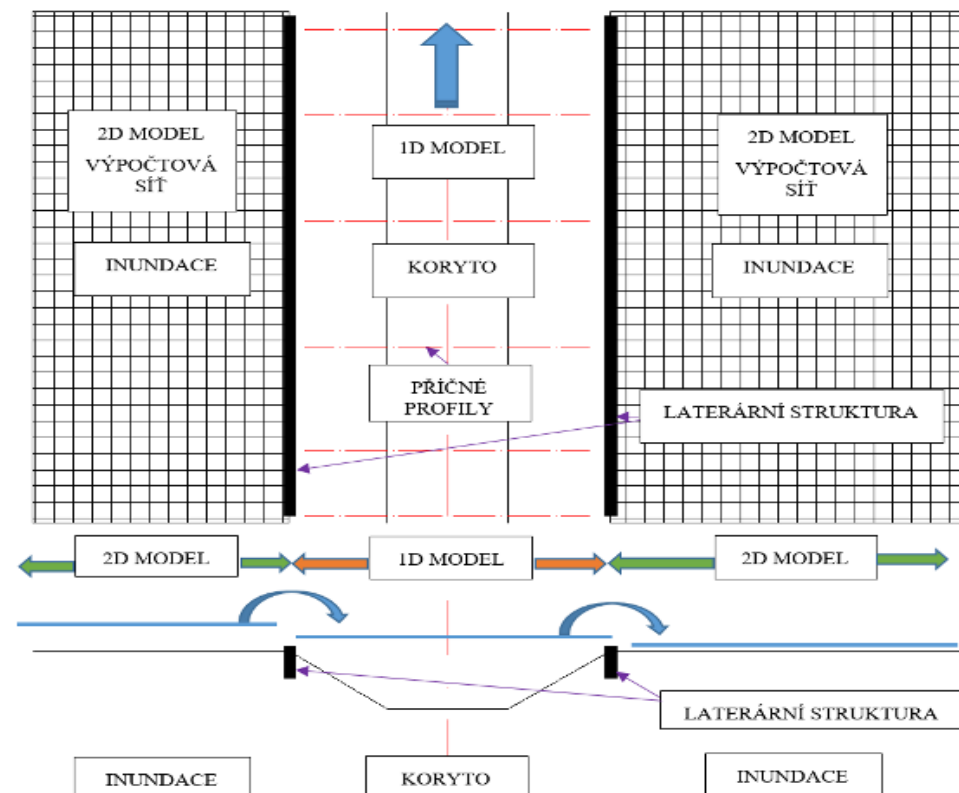 2D MODEL
VÝPOČTOVÁ
SÍŤ
1D MODEL
2D MODEL
VÝPOČTOVÁ
SÍŤ
INUNDACE
KORYTO
INUNDACE
PŘÍČNÉ
PROFILY
LATERÁRNÍ STRUKTURA
2D MODEL
1D MODEL
2D MODEL
LATERÁRNÍ STRUKTURA
INUNDACE
KORYTO
INUNDACE